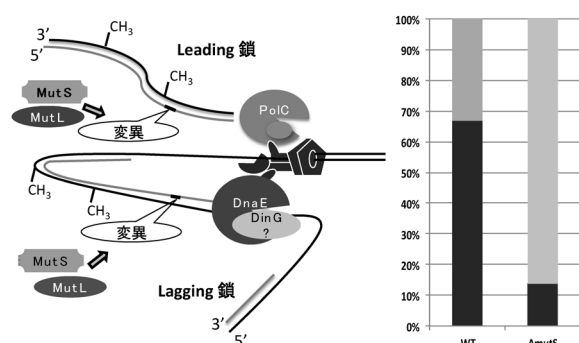 CH3
3’
Leading 鎖
5’
CH3
MutS
MutL
変異
PolC
C
CH3
CH3
DnaE
DinG
?
変異
MutS
MutL
Lagging 鎖
3’
5’
100%
90%
80%
70%
60%
50%
40%
30%
20%
10%
0%
WT
ΔmutS